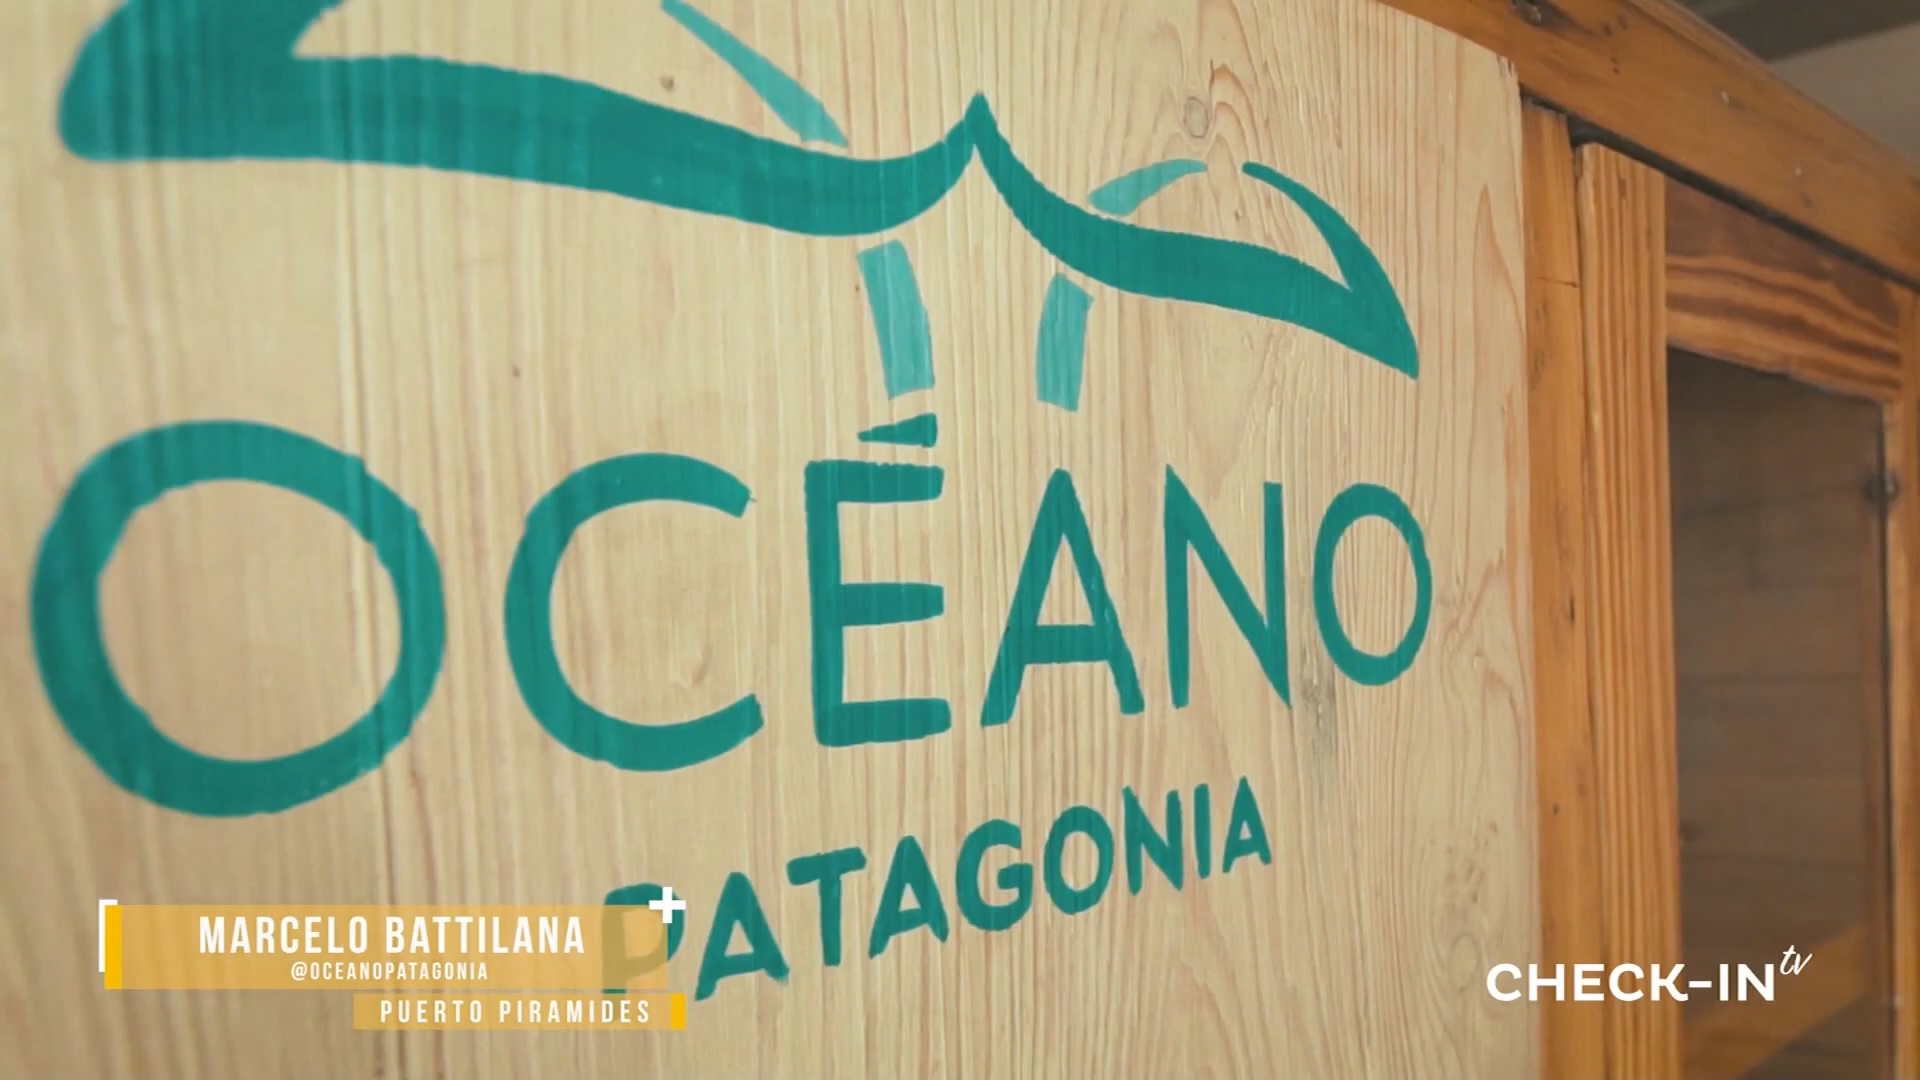 OCÉANO
PATAGONIA
MARCELO BATTILANA
@OCEANOPATAGONIA
PUERTO PIRAMIDES
CHECK-IN tv